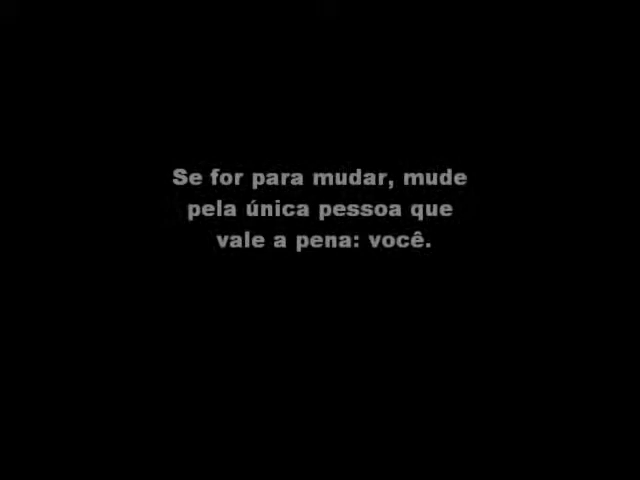 Se for para mudar, mude
pela única pessoa que
vale a pena: você.